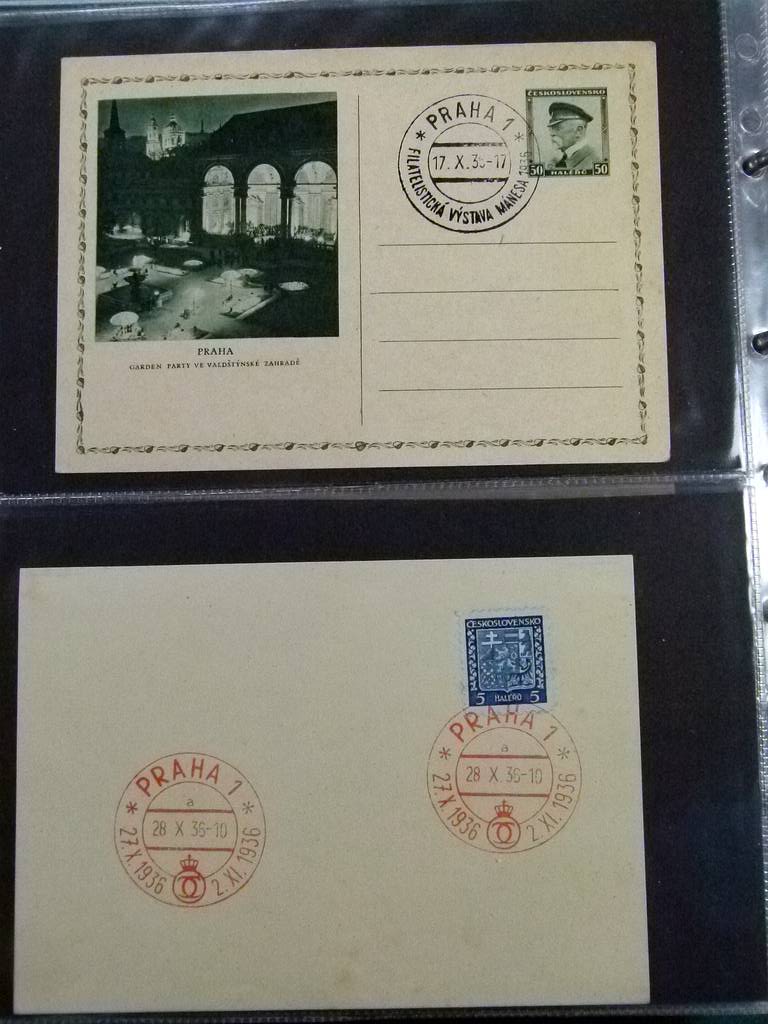 ČESKOSLOVENSKO
50 HALÉŘŮ 50
* PRAHA 1 *
17. X. 36-17
FILATELISTICKÁ VÝSTAVA MÁNESA 1936
PRAHA
GARDEN PARTY VE VALDŠTÝNSKÉ ZAHRADĚ
ČESKOSLOVENSKO
5 HALÉŘŮ 5
* PRAHA 1 *
a
28 X 36-10
27.X.1936 2.XI.1936
* PRAHA 1 *
a
28 X 36-10
27.X.1936 2.XI.1936